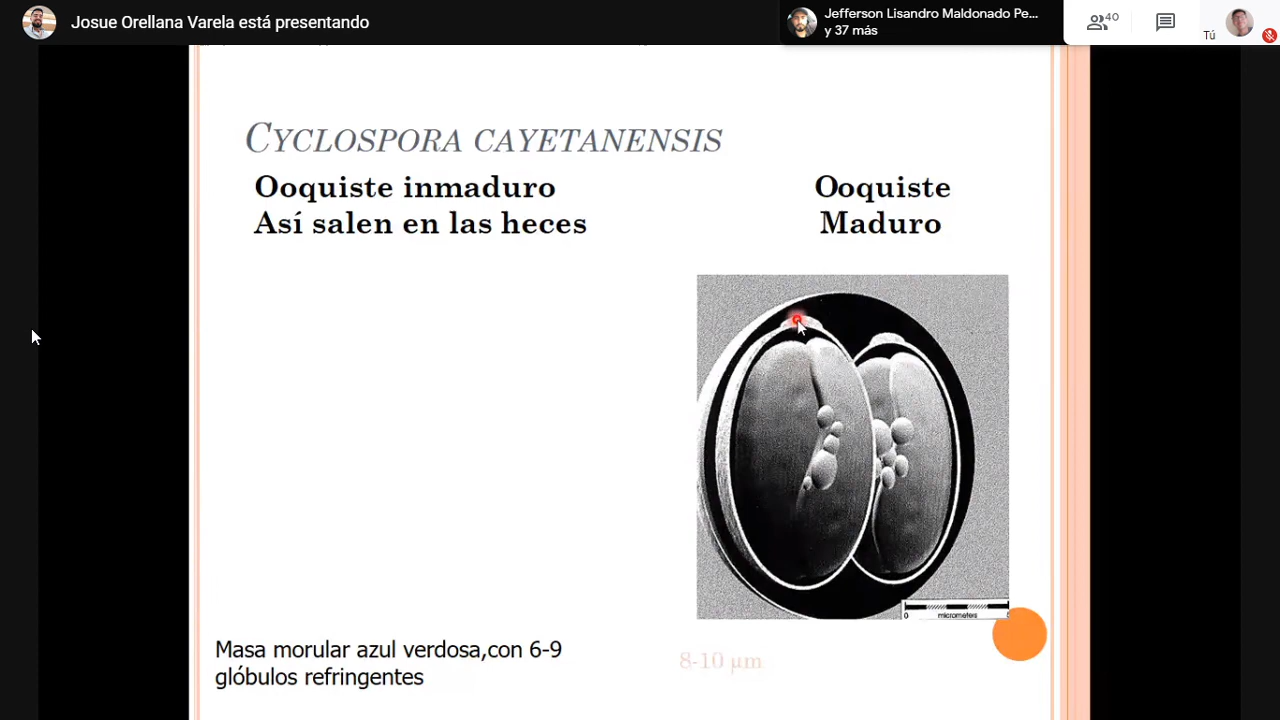 Josue Orellana Varela está presentando
Jefferson Lisandro Maldonado Pe...
y 37 más
40
Tú
CYCLOSPORA CAYETANENSIS
Ooquiste inmaduro
Así salen en las heces
Ooquiste
Maduro
0
micrometers
Masa morular azul verdosa,con 6-9
glóbulos refringentes
8-10 µm